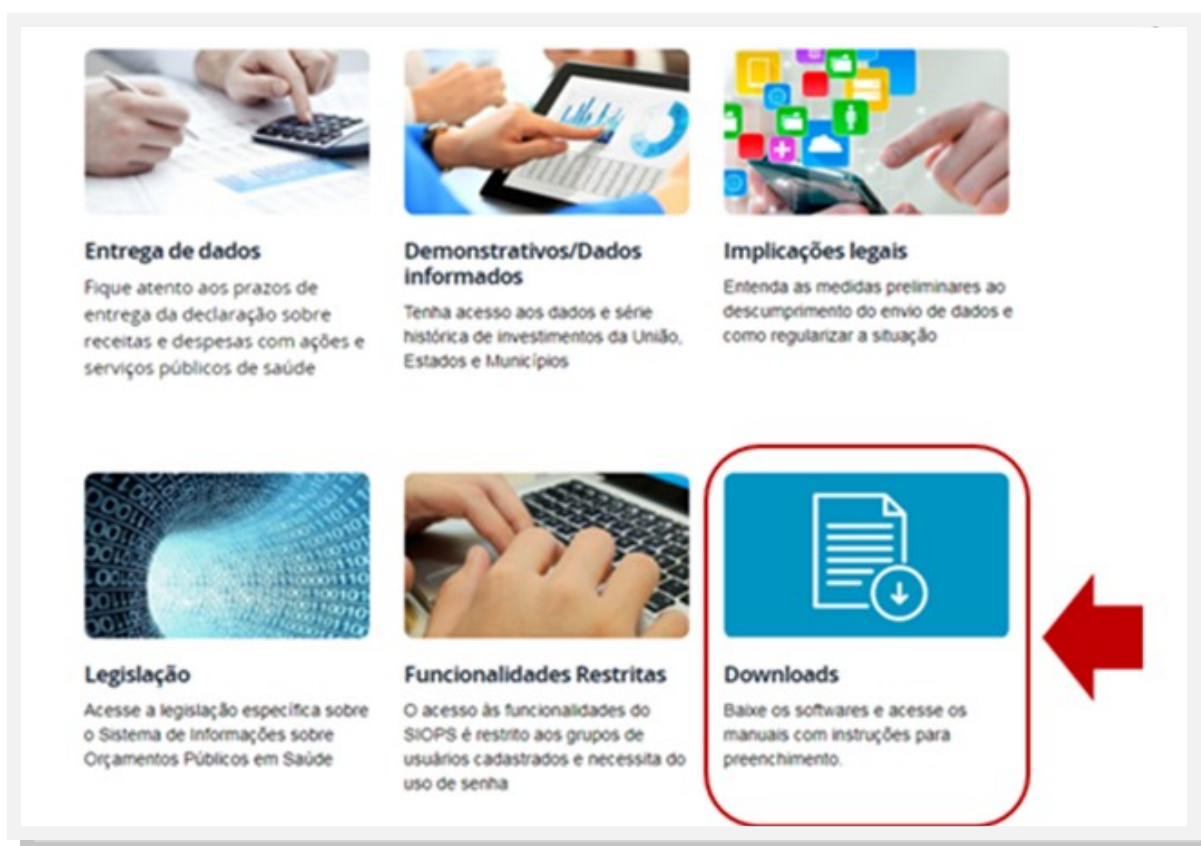 Entrega de dados
Fique atento aos prazos de
entrega da declaração sobre
receitas e despesas com ações e
serviços públicos de saúde
Demonstrativos/Dados
informados
Tenha acesso aos dados e série
histórica de investimentos da União,
Estados e Municípios
Implicações legais
Entenda as medidas preliminares ao
descumprimento do envio de dados e
como regularizar a situação
Legislação
Acesse a legislação específica sobre
o Sistema de Informações sobre
Orçamentos Públicos em Saúde
Funcionalidades Restritas
O acesso às funcionalidades do
SIOPS é restrito aos grupos de
usuários cadastrados e necessita do
uso de senha
Downloads
Baixe os softwares e acesse os
manuais com instruções para
preenchimento.